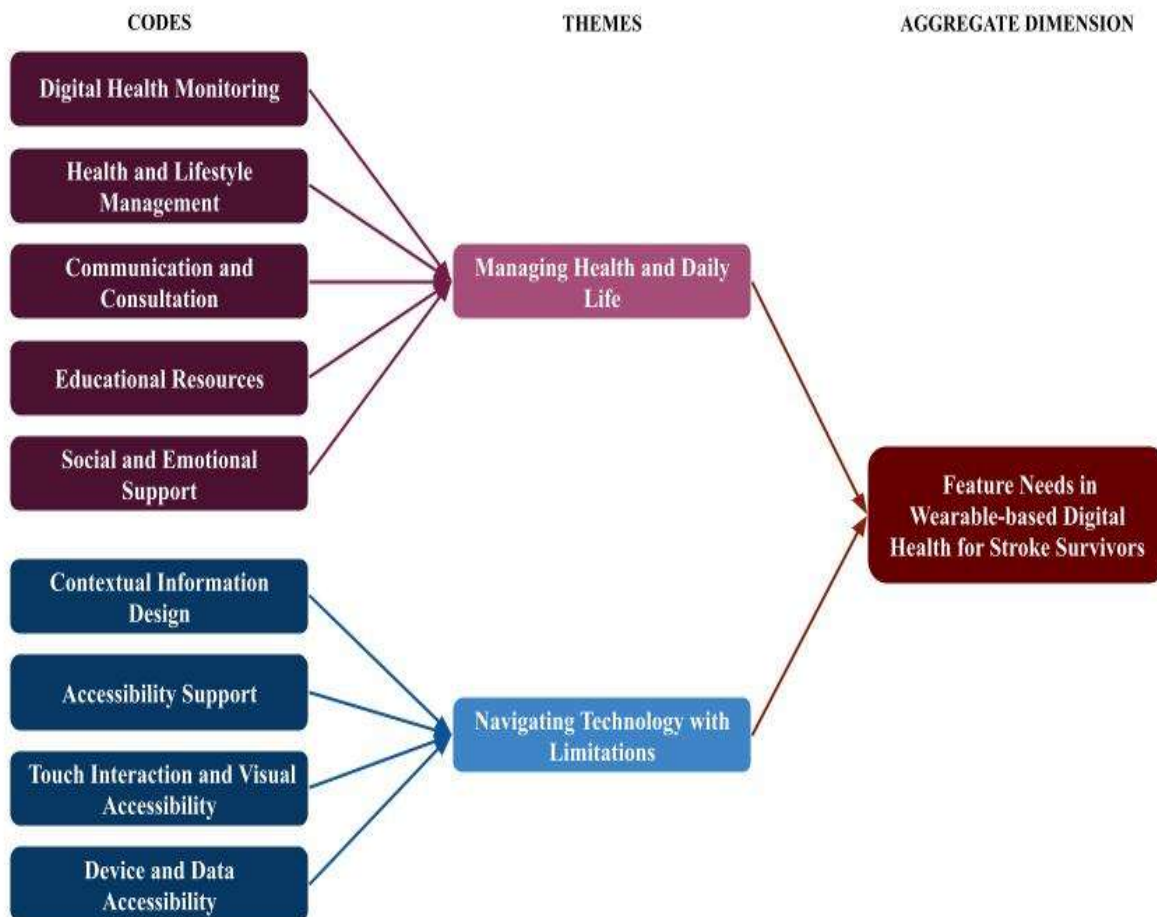 CODES
THEMES
AGGREGATE DIMENSION
Digital Health Monitoring
Health and Lifestyle
Management
Communication and
Consultation
Educational Resources
Social and Emotional
Support
Managing Health and Daily
Life
Feature Needs in
Wearable-based Digital
Health for Stroke Survivors
Contextual Information
Design
Accessibility Support
Touch Interaction and Visual
Accessibility
Device and Data
Accessibility
Navigating Technology with
Limitations